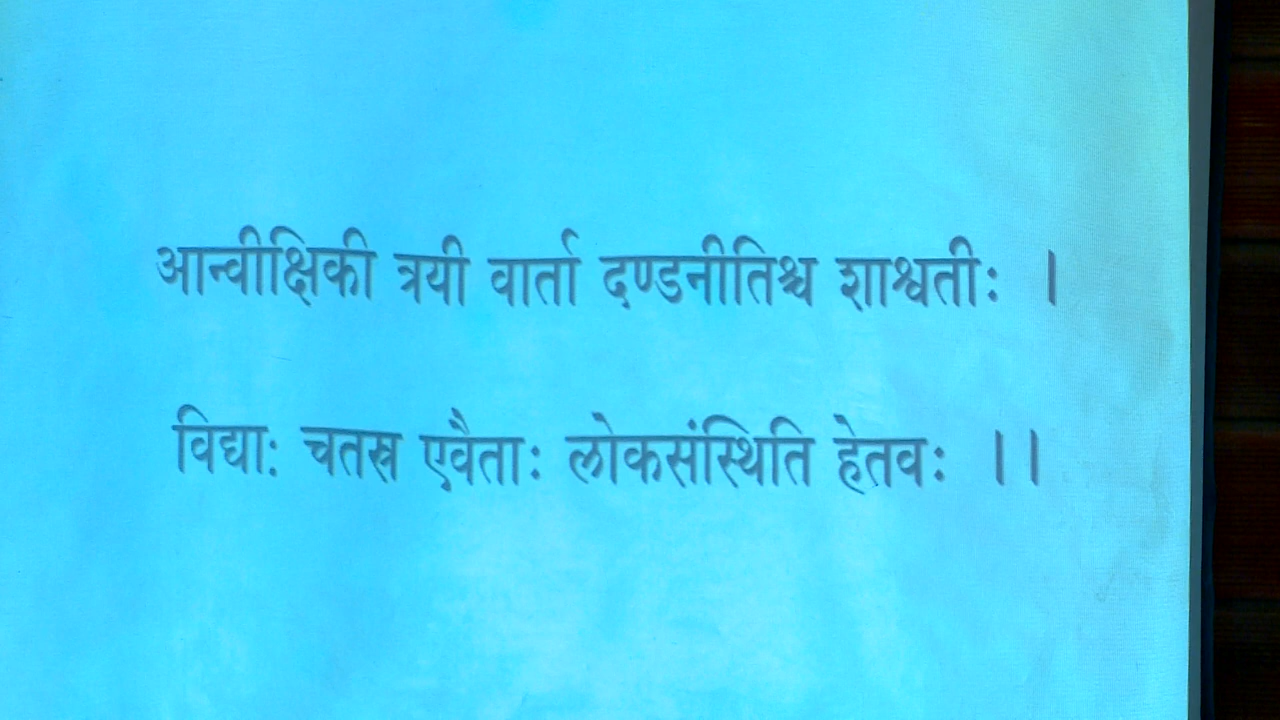 आन्वीक्षिकी त्रयी वार्ता दण्डनीतिश्च शाश्वतीः ।
विद्याः चतस्र एवैताः लोकसंस्थिति हेतवः ।।